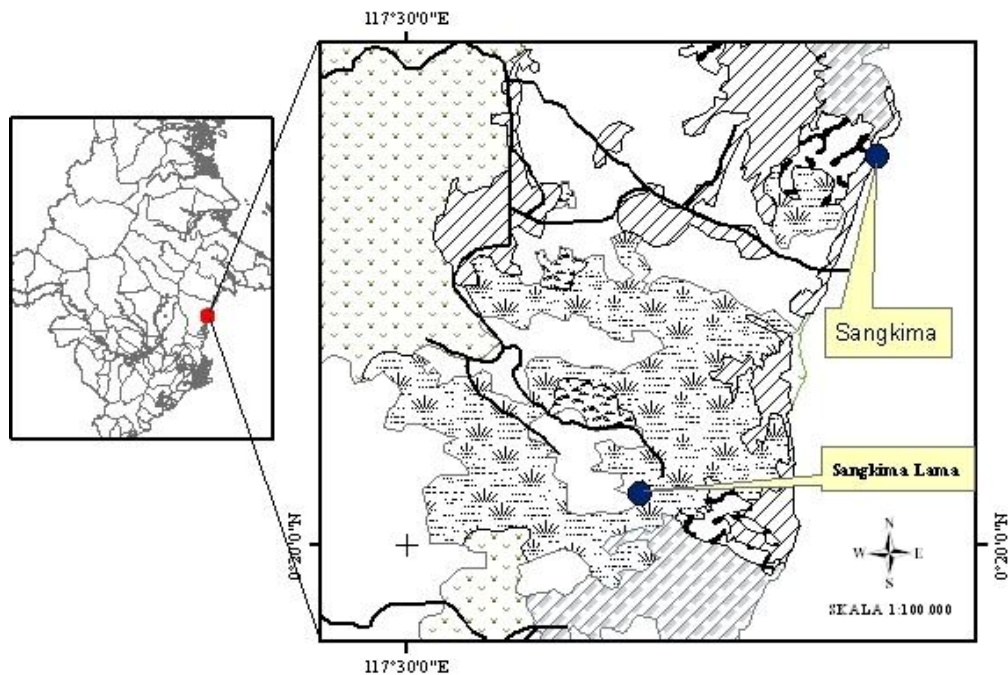 117°30'0"E
Sangkima
Sangkima Lama
0°20'0"N
0°20'0"N
N
W E
S
SKALA 1:100.000
117°30'0"E